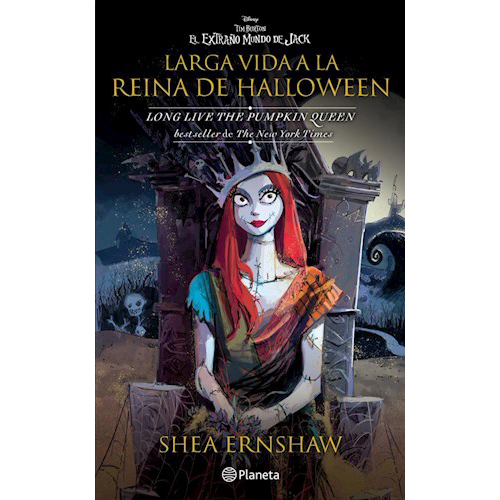 Disney
TIM BURTON
EL EXTRAÑO MUNDO DE JACK
LARGA VIDA A LA
REINA DE HALLOWEEN
LONG LIVE THE PUMPKIN QUEEN
bestseller de The New York Times
SHEA ERNSHAW
Planeta